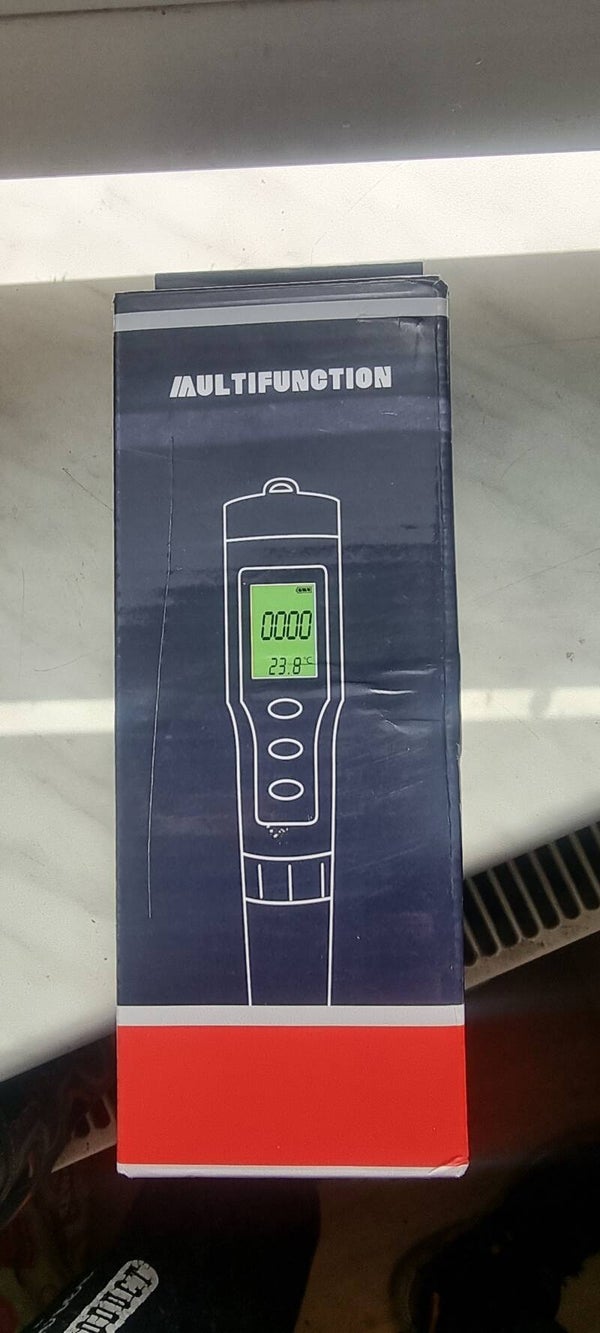 MULTIFUNCTION
0000
23.8°C